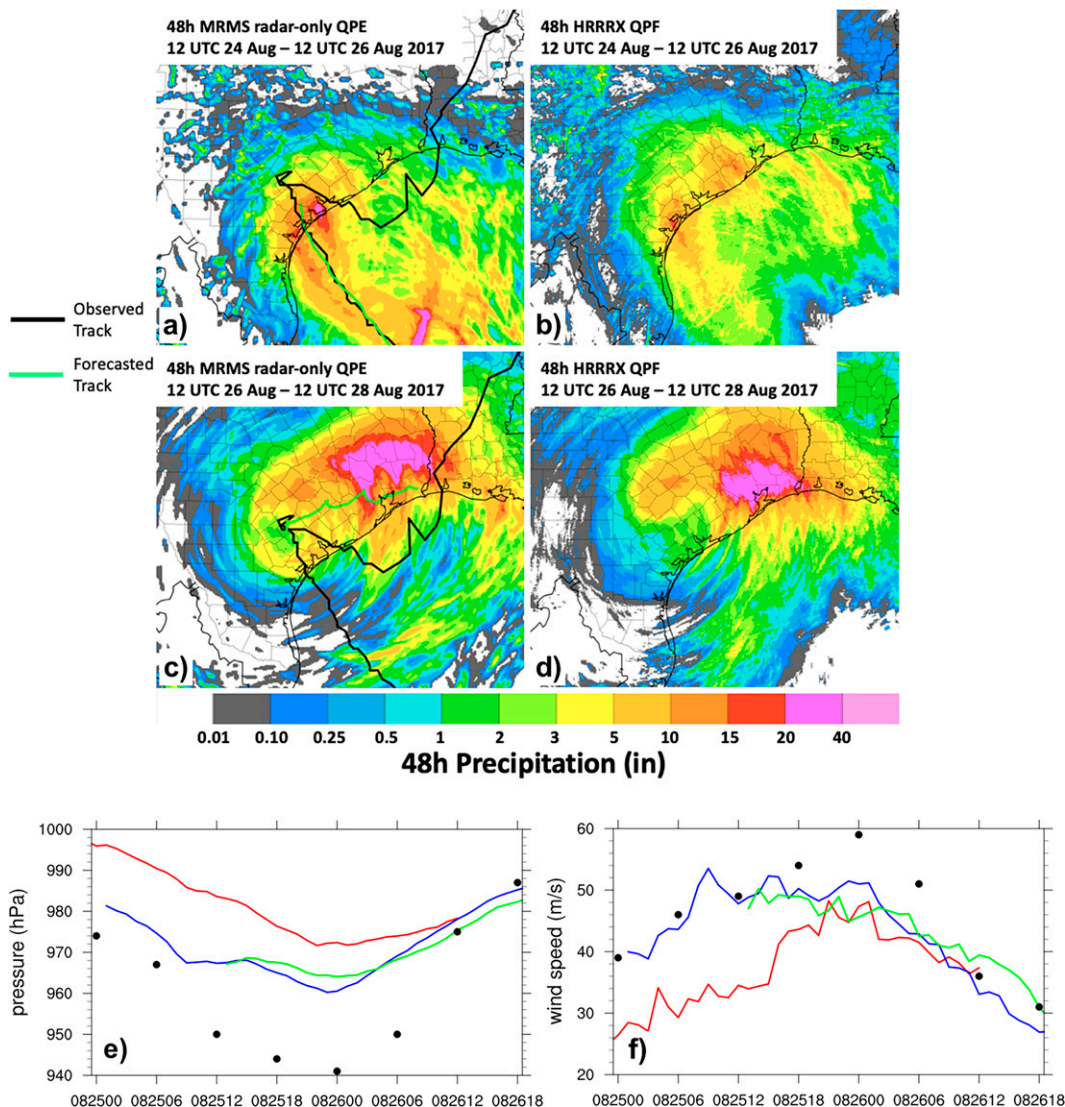 48h MRMS radar-only QPE
12 UTC 24 Aug – 12 UTC 26 Aug 2017
48h HRRRX QPF
12 UTC 24 Aug – 12 UTC 26 Aug 2017
a)
b)
Observed
Track
Forecasted
Track
48h MRMS radar-only QPE
12 UTC 26 Aug – 12 UTC 28 Aug 2017
48h HRRRX QPF
12 UTC 26 Aug – 12 UTC 28 Aug 2017
c)
d)
0.01 0.10 0.25 0.5 1 2 3 5 10 15 20 40
48h Precipitation (in)
1000
990
980
970
960
950
940
pressure (hPa)
e)
082500 082506 082512 082518 082600 082606 082612 082618
60
50
40
30
20
wind speed (m/s)
f)
082500 082506 082512 082518 082600 082606 082612 082618